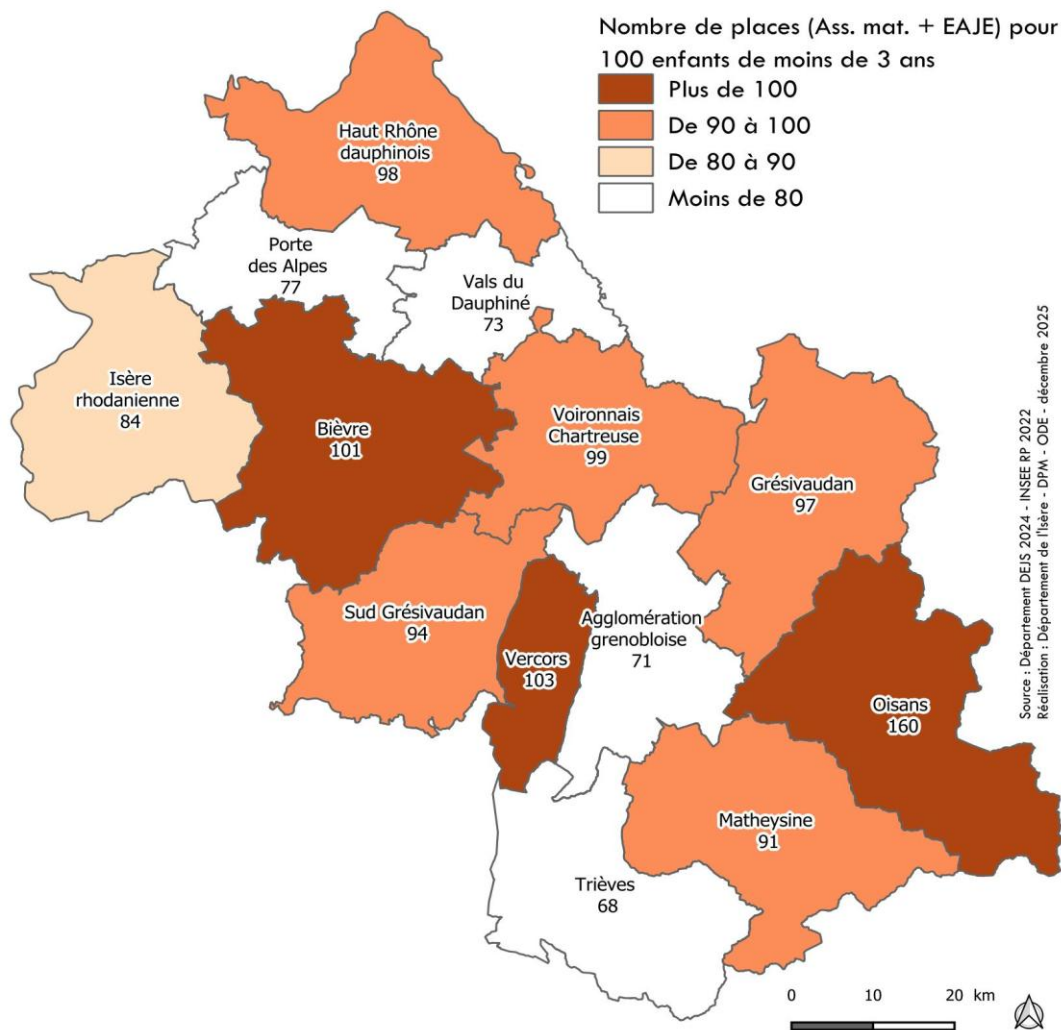 Nombre de places (Ass. mat. + EAJE) pour
100 enfants de moins de 3 ans
Plus de 100
De 90 à 100
De 80 à 90
Moins de 80
Haut Rhône
dauphinois
98
Porte
des Alpes
77
Vals du
Dauphiné
73
Isère
rhodanienne
84
Bièvre
101
Voironnais
Chartreuse
99
Grésivaudan
97
Sud Grésivaudan
94
Vercors
103
Agglomération
grenobloise
71
Oisans
160
Matheysine
91
Trièves
68
Source : Département DEJS 2024 - INSEE RP 2022
Réalisation : Département de l'Isère - DPM - ODE - décembre 2025
0 10 20 km